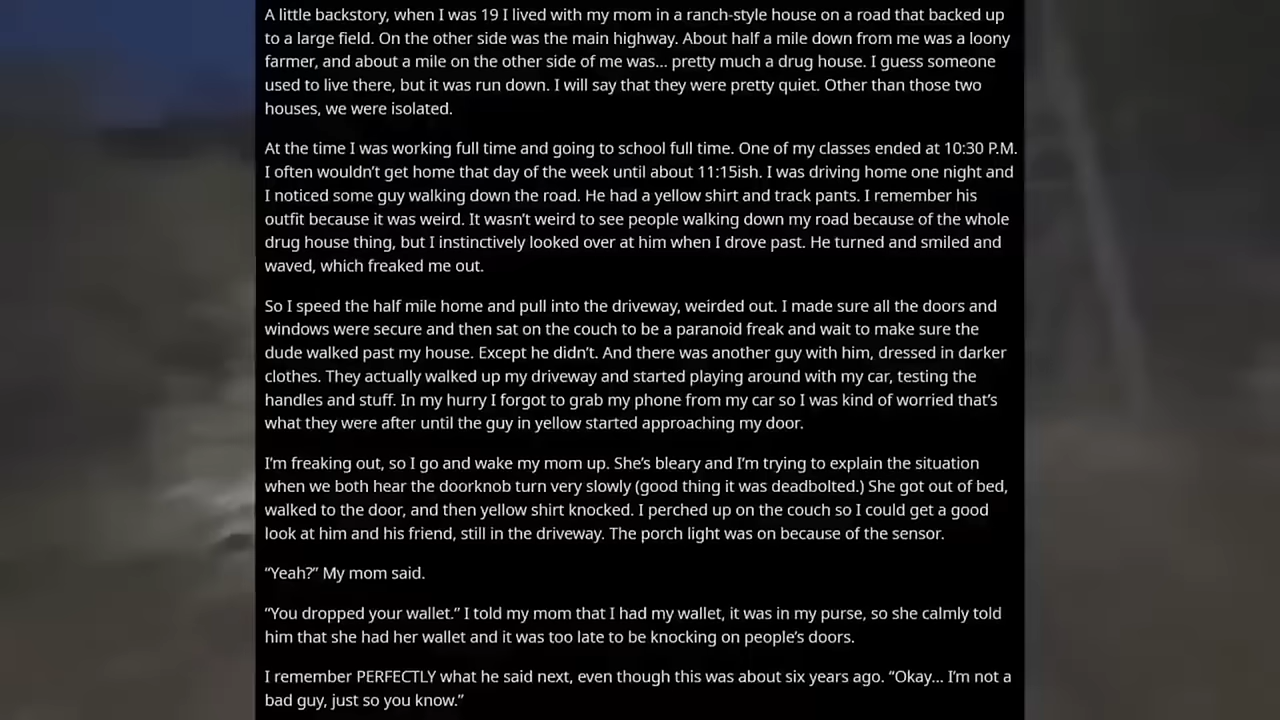 A little backstory, when I was 19 I lived with my mom in a ranch-style house on a road that backed up
to a large field. On the other side was the main highway. About half a mile down from me was a loony
farmer, and about a mile on the other side of me was... pretty much a drug house. I guess someone
used to live there, but it was run down. I will say that they were pretty quiet. Other than those two
houses, we were isolated.
At the time I was working full time and going to school full time. One of my classes ended at 10:30 P.M.
I often wouldn’t get home that day of the week until about 11:15ish. I was driving home one night and
I noticed some guy walking down the road. He had a yellow shirt and track pants. I remember his
outfit because it was weird. It wasn’t weird to see people walking down my road because of the whole
drug house thing, but I instinctively looked over at him when I drove past. He turned and smiled and
waved, which freaked me out.
So I speed the half mile home and pull into the driveway, weirded out. I made sure all the doors and
windows were secure and then sat on the couch to be a paranoid freak and wait to make sure the
dude walked past my house. Except he didn’t. And there was another guy with him, dressed in darker
clothes. They actually walked up my driveway and started playing around with my car, testing the
handles and stuff. In my hurry I forgot to grab my phone from my car so I was kind of worried that’s
what they were after until the guy in yellow started approaching my door.
I’m freaking out, so I go and wake my mom up. She’s bleary and I’m trying to explain the situation
when we both hear the doorknob turn very slowly (good thing it was deadbolted.) She got out of bed,
walked to the door, and then yellow shirt knocked. I perched up on the couch so I could get a good
look at him and his friend, still in the driveway. The porch light was on because of the sensor.
“Yeah?” My mom said.
“You dropped your wallet.” I told my mom that I had my wallet, it was in my purse, so she calmly told
him that she had her wallet and it was too late to be knocking on people’s doors.
I remember PERFECTLY what he said next, even though this was about six years ago. “Okay... I’m not a
bad guy, just so you know.”